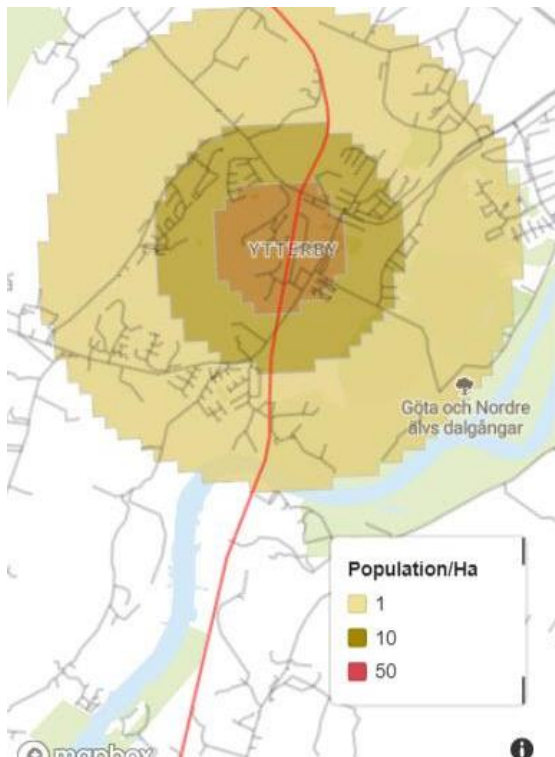 YTTERBY
Göta och Nordre
älvs dalgångar
Population/Ha
1
10
50
mapbox